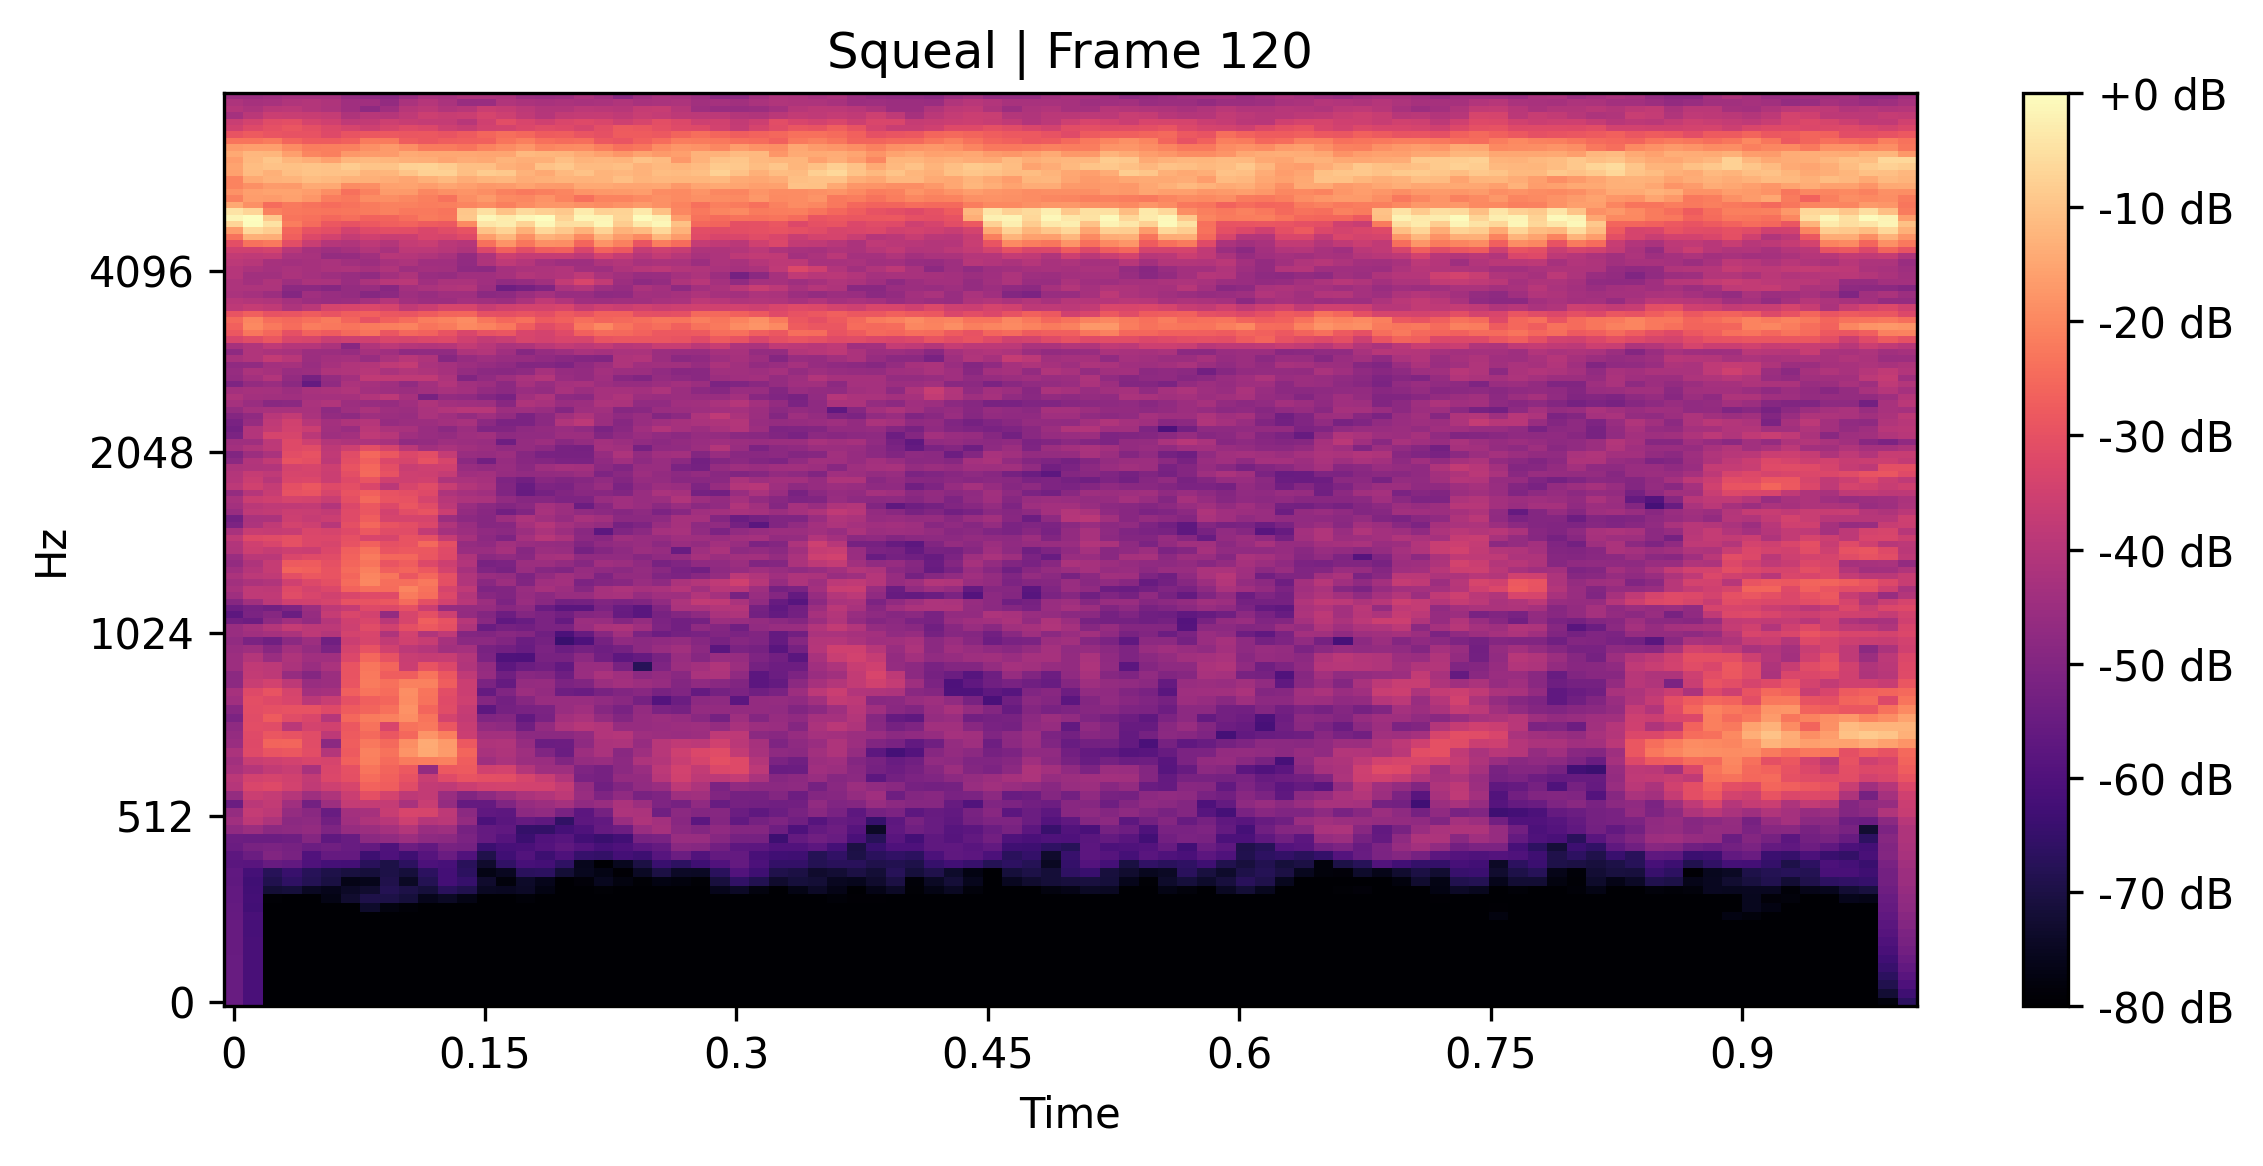 Squeal | Frame 120
+0 dB
-10 dB
-20 dB
-30 dB
-40 dB
-50 dB
-60 dB
-70 dB
-80 dB
Hz
4096
2048
1024
512
0
0 0.15 0.3 0.45 0.6 0.75 0.9
Time